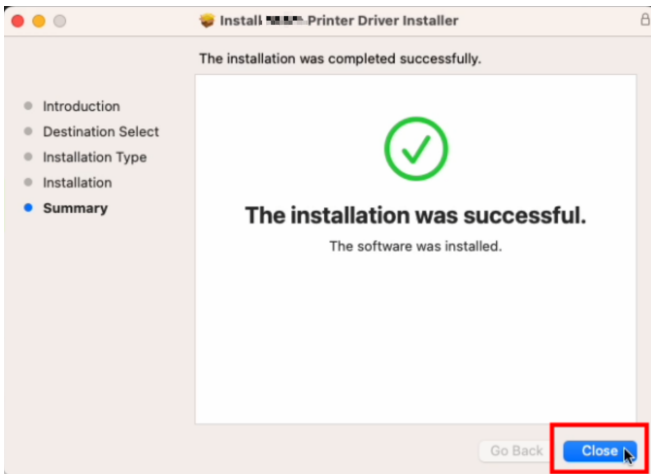 Install Printer Driver Installer
The installation was completed successfully.
Introduction
Destination Select
Installation Type
Installation
Summary
The installation was successful.
The software was installed.
Go Back
Close